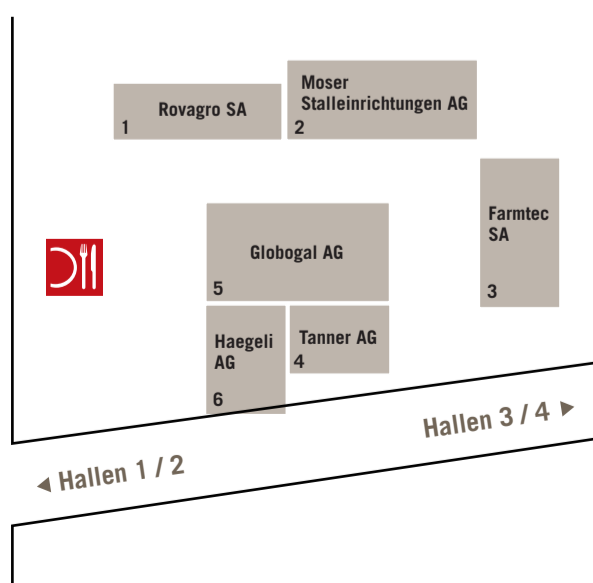 Rovagro SA
1
Moser
Stalleinrichtungen AG
2
Farmtec
SA
3
Globogal AG
5
Haegeli
AG
6
Tanner AG
4
Hallen 3 / 4
Hallen 1 / 2